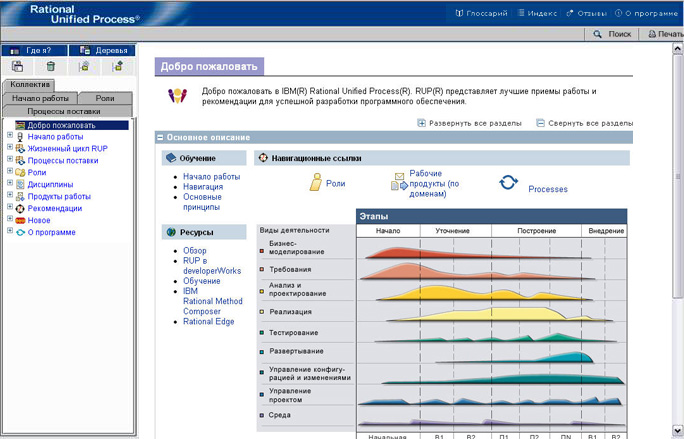 Rational
Unified Process®
Глоссарий Индекс Отзывы О программе
Поиск Печать
Где я? Деревья
Коллектив
Начало работы Роли
Процессы поставки
Добро пожаловать
Начало работы
Жизненный цикл RUP
Процессы поставки
Роли
Дисциплины
Продукты работы
Рекомендации
Новое
О программе
Добро пожаловать
Добро пожаловать в IBM(R) Rational Unified Process(R). RUP(R) представляет лучшие приемы работы и
рекомендации для успешной разработки программного обеспечения.
Развернуть все разделы Свернуть все разделы
Основное описание
Обучение
Начало работы
Навигация
Основные
принципы
Ресурсы
Обзор
RUP в
developerWorks
Обучение
IBM
Rational Method
Composer
Rational Edge
Навигационные ссылки
Роли
Рабочие
продукты (по
доменам)
Processes
Этапы
Виды деятельности Начало Уточнение Построение Внедрение
Бизнес-
моделирование
Требования
Анализ и
проектирование
Реализация
Тестирование
Развертывание
Управление конфигу-
рацией и изменениями
Управление
проектом
Среда
Начальная В1 В2 П1 П2 ПN В1 В2